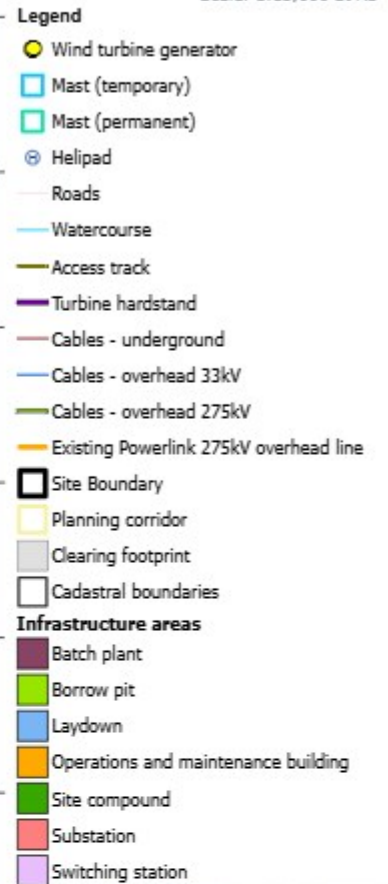 Legend
Wind turbine generator
Mast (temporary)
Mast (permanent)
Helipad
Roads
Watercourse
Access track
Turbine hardstand
Cables - underground
Cables - overhead 33kV
Cables - overhead 275kV
Existing Powerlink 275kV overhead line
Site Boundary
Planning corridor
Clearing footprint
Cadastral boundaries
Infrastructure areas
Batch plant
Borrow pit
Laydown
Operations and maintenance building
Site compound
Substation
Switching station